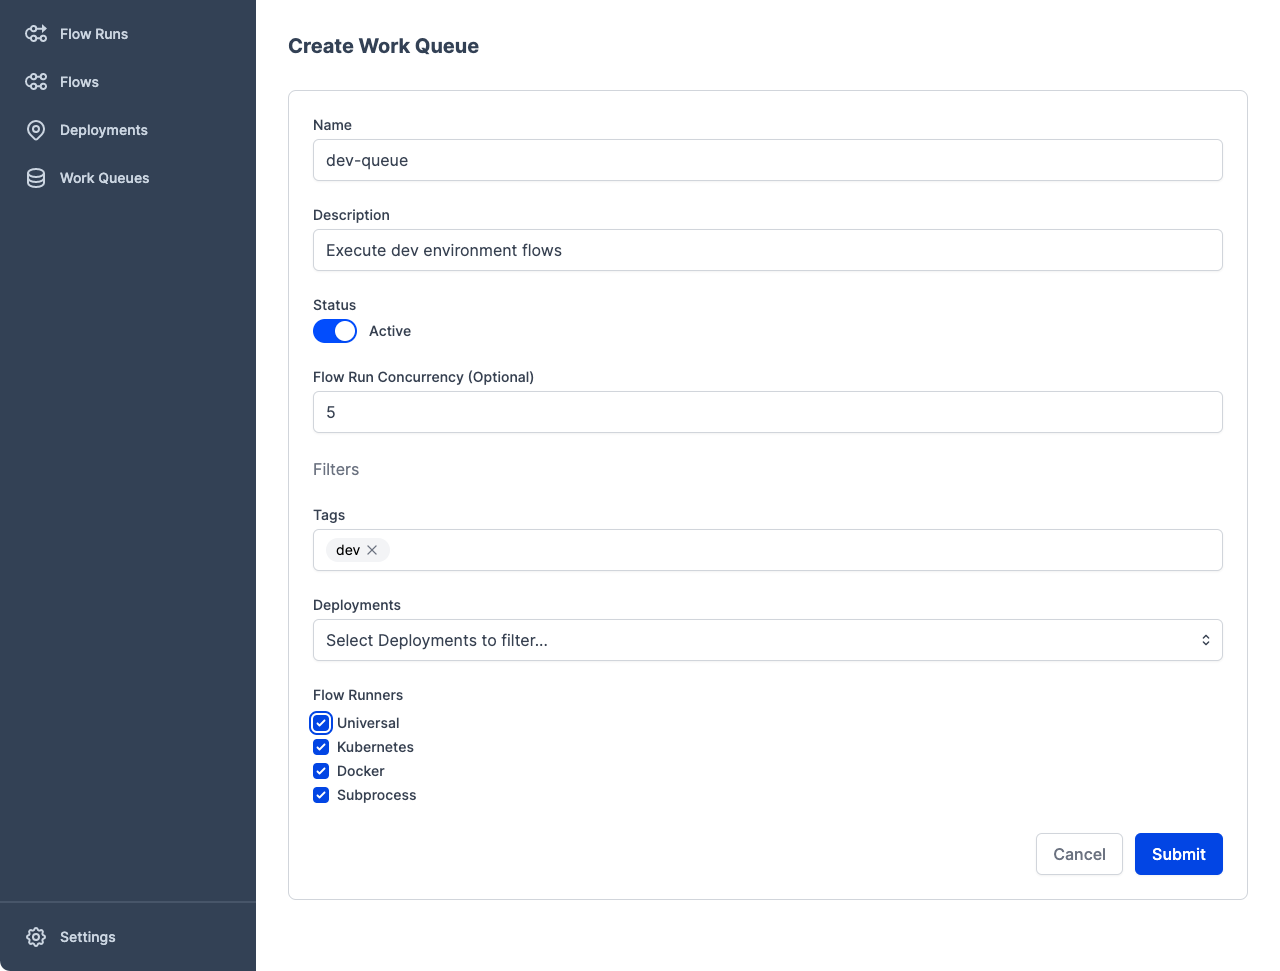 Flow Runs
Flows
Deployments
Work Queues
Settings
Create Work Queue
Name
dev-queue
Description
Execute dev environment flows
Status
Active
Flow Run Concurrency (Optional)
5
Filters
Tags
dev
Deployments
Select Deployments to filter...
Flow Runners
Universal
Kubernetes
Docker
Subprocess
Cancel Submit